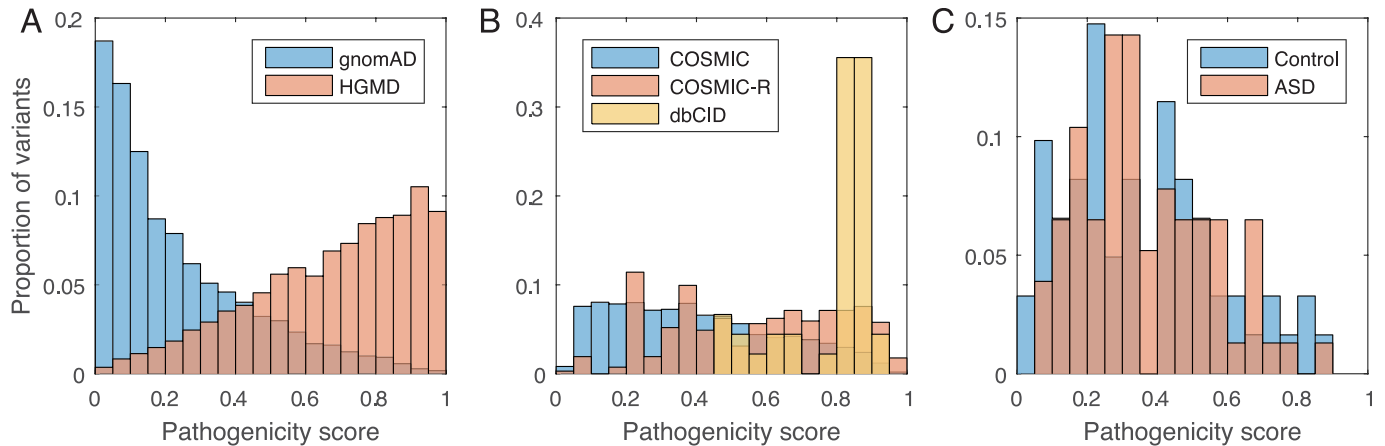 A
0.2
0.15
0.1
0.05
0
Proportion of variants
gnomAD
HGMD
0 0.2 0.4 0.6 0.8 1
Pathogenicity score
B
0.4
0.3
0.2
0.1
0
COSMIC
COSMIC-R
dbCID
0 0.2 0.4 0.6 0.8 1
Pathogenicity score
C
0.15
0.1
0.05
0
Control
ASD
0 0.2 0.4 0.6 0.8 1
Pathogenicity score